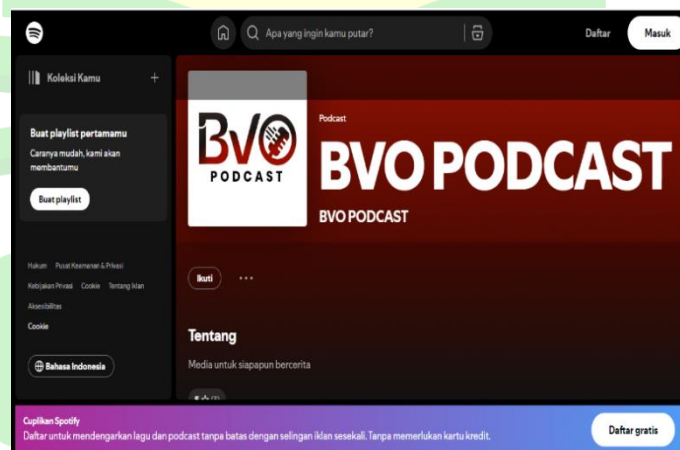 Apa yang ingin kamu putar?
Daftar
Masuk
Koleksi Kamu
Buat playlist pertamamu
Caranya mudah, kami akan
membantumu
Buat playlist
Hukum Pusat Keamanan & Privasi
Kebijakan Privasi Cookie Tentang Iklan
Aksesibilitas
Cookie
Bahasa Indonesia
BVO
PODCAST
Podcast
BVO PODCAST
BVO PODCAST
Ikuti
Tentang
Media untuk siapapun bercerita
Cuplikan Spotify
Daftar untuk mendengarkan lagu dan podcast tanpa batas dengan selingan iklan sesekali. Tanpa memerlukan kartu kredit.
Daftar gratis